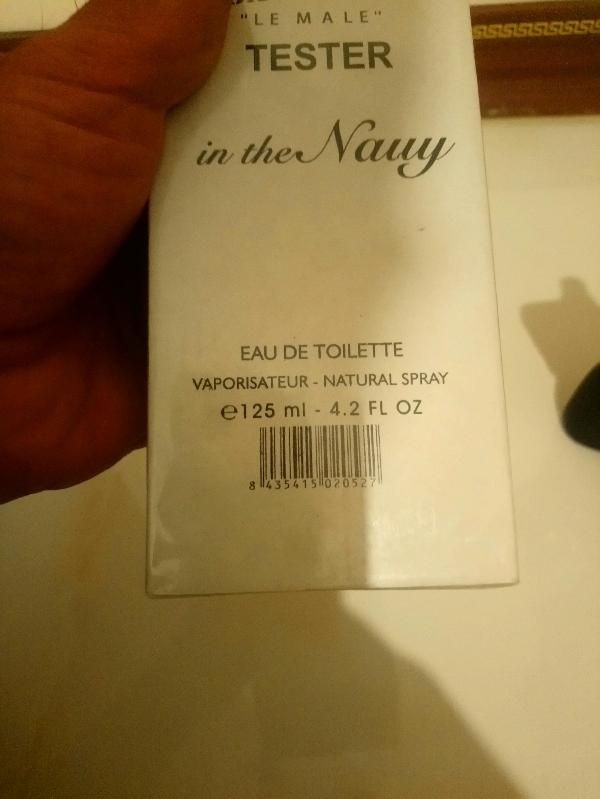 "LE MALE"
TESTER
in the Navy
EAU DE TOILETTE
VAPORISATEUR - NATURAL SPRAY
℮125 ml - 4.2 FL OZ
8 435415 020527